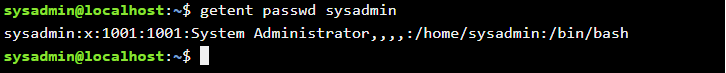 sysadmin@localhost:~$ getent passwd sysadmin
sysadmin:x:1001:1001:System Administrator,,,,:/home/sysadmin:/bin/bash
sysadmin@localhost:~$